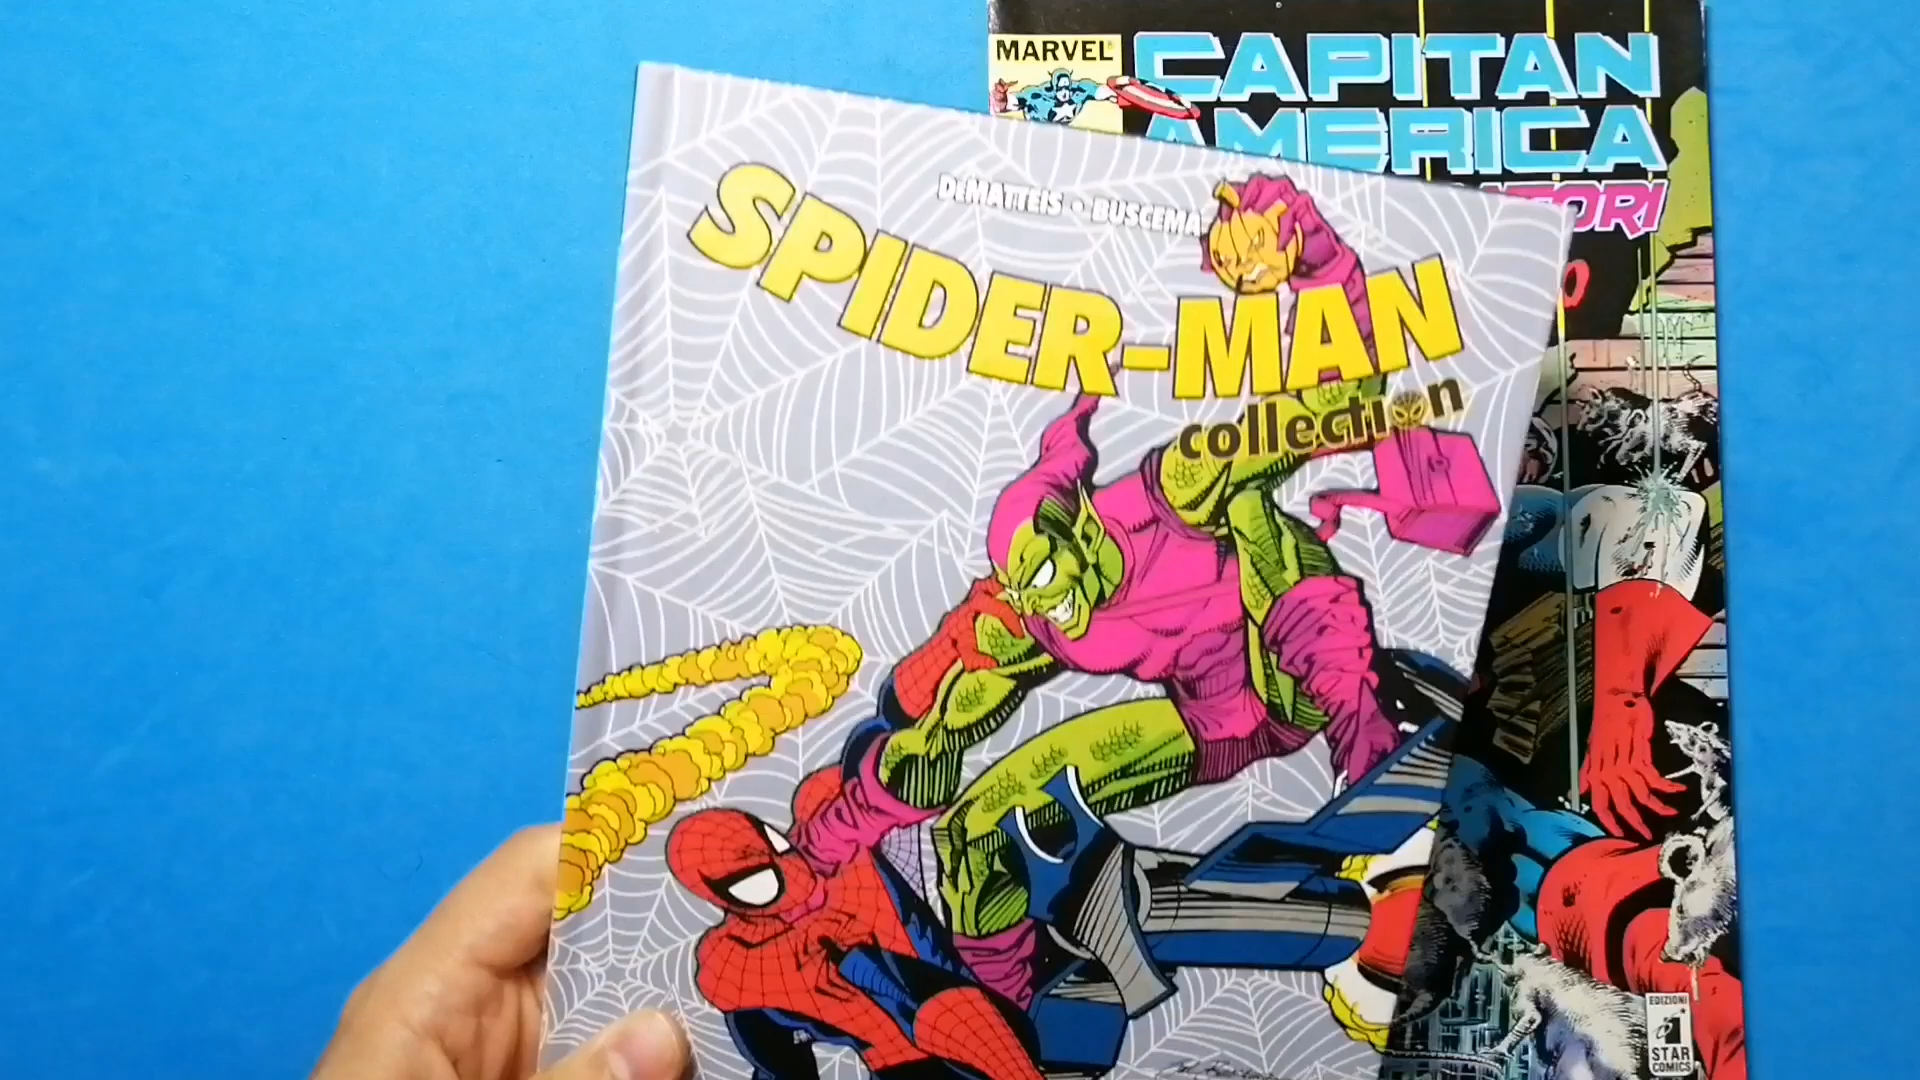 MARVEL
CAPITAN
AMERICA
DeMATTEIS • BUSCEMA
SPIDER-MAN
collection
EDIZIONI
STAR
COMICS